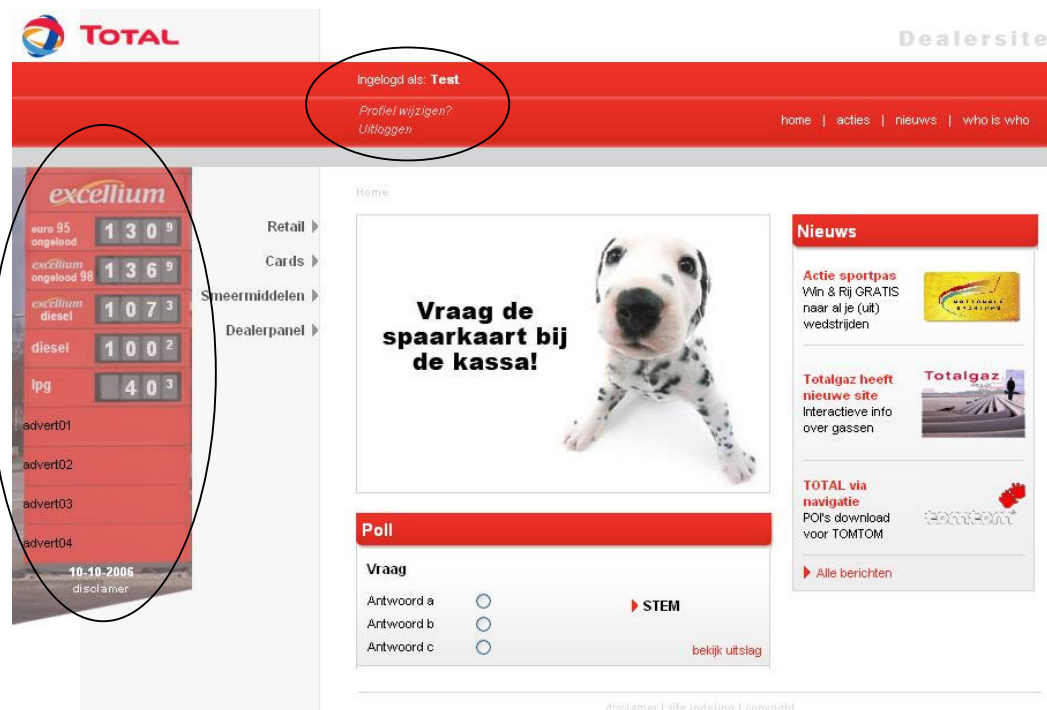 TOTAL
Dealersite
Ingelogd als: Test
Profiel wijzigen?
Uitloggen
home | acties | nieuws | who is who
excellium
euro 95
ongelood
1 3 0 9
excellium
ongelood 98
1 3 6 9
excellium
diesel
1 0 7 3
diesel
1 0 0 2
lpg
4 0 3
advert01
advert02
advert03
advert04
10-10-2006
disclamer
Retail
Cards
Smeermiddelen
Dealerpanel
Home
Vraag de
spaarkaart bij
de kassa!
Poll
Vraag
Antwoord a
Antwoord b
Antwoord c
STEM
bekijk uitslag
Nieuws
Actie sportpas
Win & Rij GRATIS
naar al je (uit)
wedstrijden
Totalgaz heeft
nieuwe site
Interactieve info
over gassen
Totalgaz
TOTAL via
navigatie
POI's download
voor TOMTOM
tomtom
Alle berichten
disclamer | site indeling | copyright